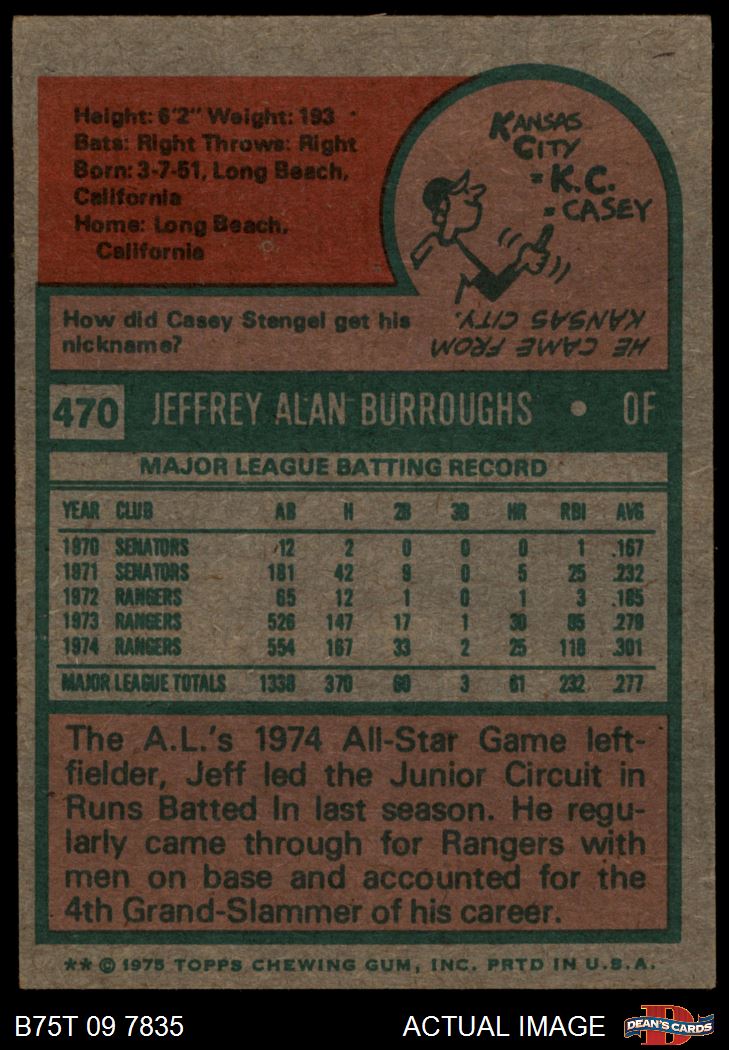 Height: 6'2" Weight: 193
Bats: Right Throws: Right
Born: 3-7-51, Long Beach,
California
Home: Long Beach,
California
KANSAS
CITY
= K.C.
= CASEY
How did Casey Stengel get his
nickname?
HE CAME FROM
KANSAS CITY.
470 JEFFREY ALAN BURROUGHS • OF
MAJOR LEAGUE BATTING RECORD
YEAR CLUB AB H 2B 3B HR RBI AVG
1970 SENATORS 12 2 0 0 0 1 .167
1971 SENATORS 181 42 9 0 5 25 .232
1972 RANGERS 65 12 1 0 1 3 .185
1973 RANGERS 526 147 17 1 30 85 .279
1974 RANGERS 554 167 33 2 25 118 .301
MAJOR LEAGUE TOTALS 1338 370 60 3 61 232 .277
The A.L.'s 1974 All-Star Game left-
fielder, Jeff led the Junior Circuit in
Runs Batted In last season. He regu-
larly came through for Rangers with
men on base and accounted for the
4th Grand-Slammer of his career.
** © 1975 TOPPS CHEWING GUM, INC. PRTD IN U.S.A.
B75T 09 7835 ACTUAL IMAGE
DEAN'S CARDS